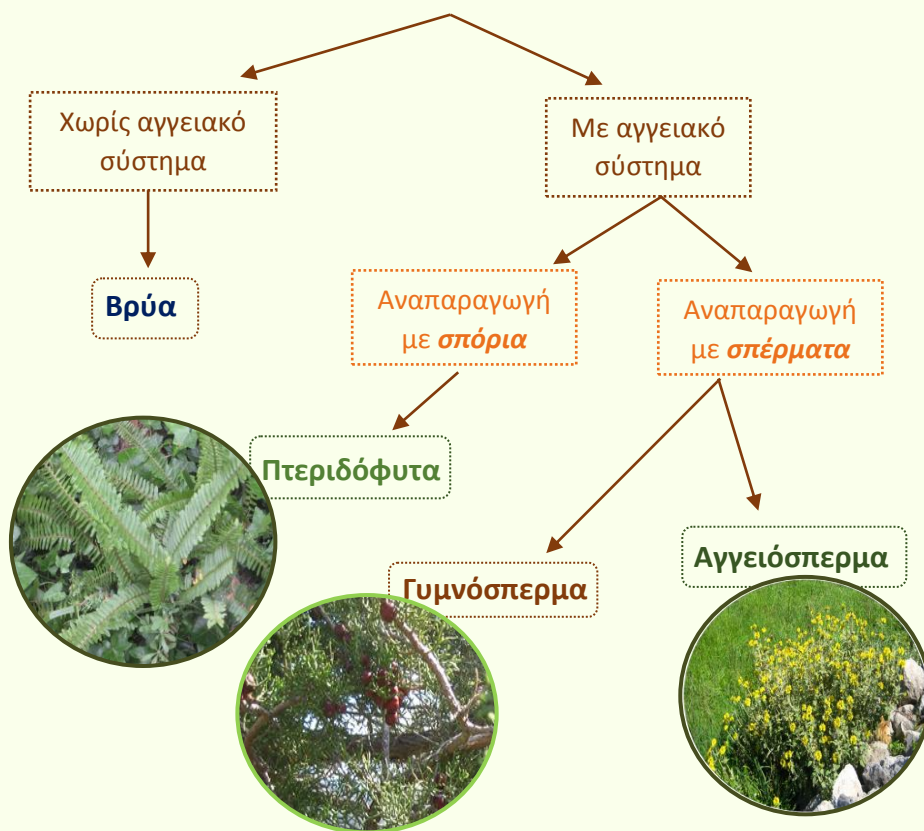 Χωρίς αγγειακό
σύστημα
Με αγγειακό
σύστημα
Βρύα
Αναπαραγωγή
με σπόρια
Αναπαραγωγή
με σπέρματα
Πτεριδόφυτα
Γυμνόσπερμα
Αγγειόσπερμα